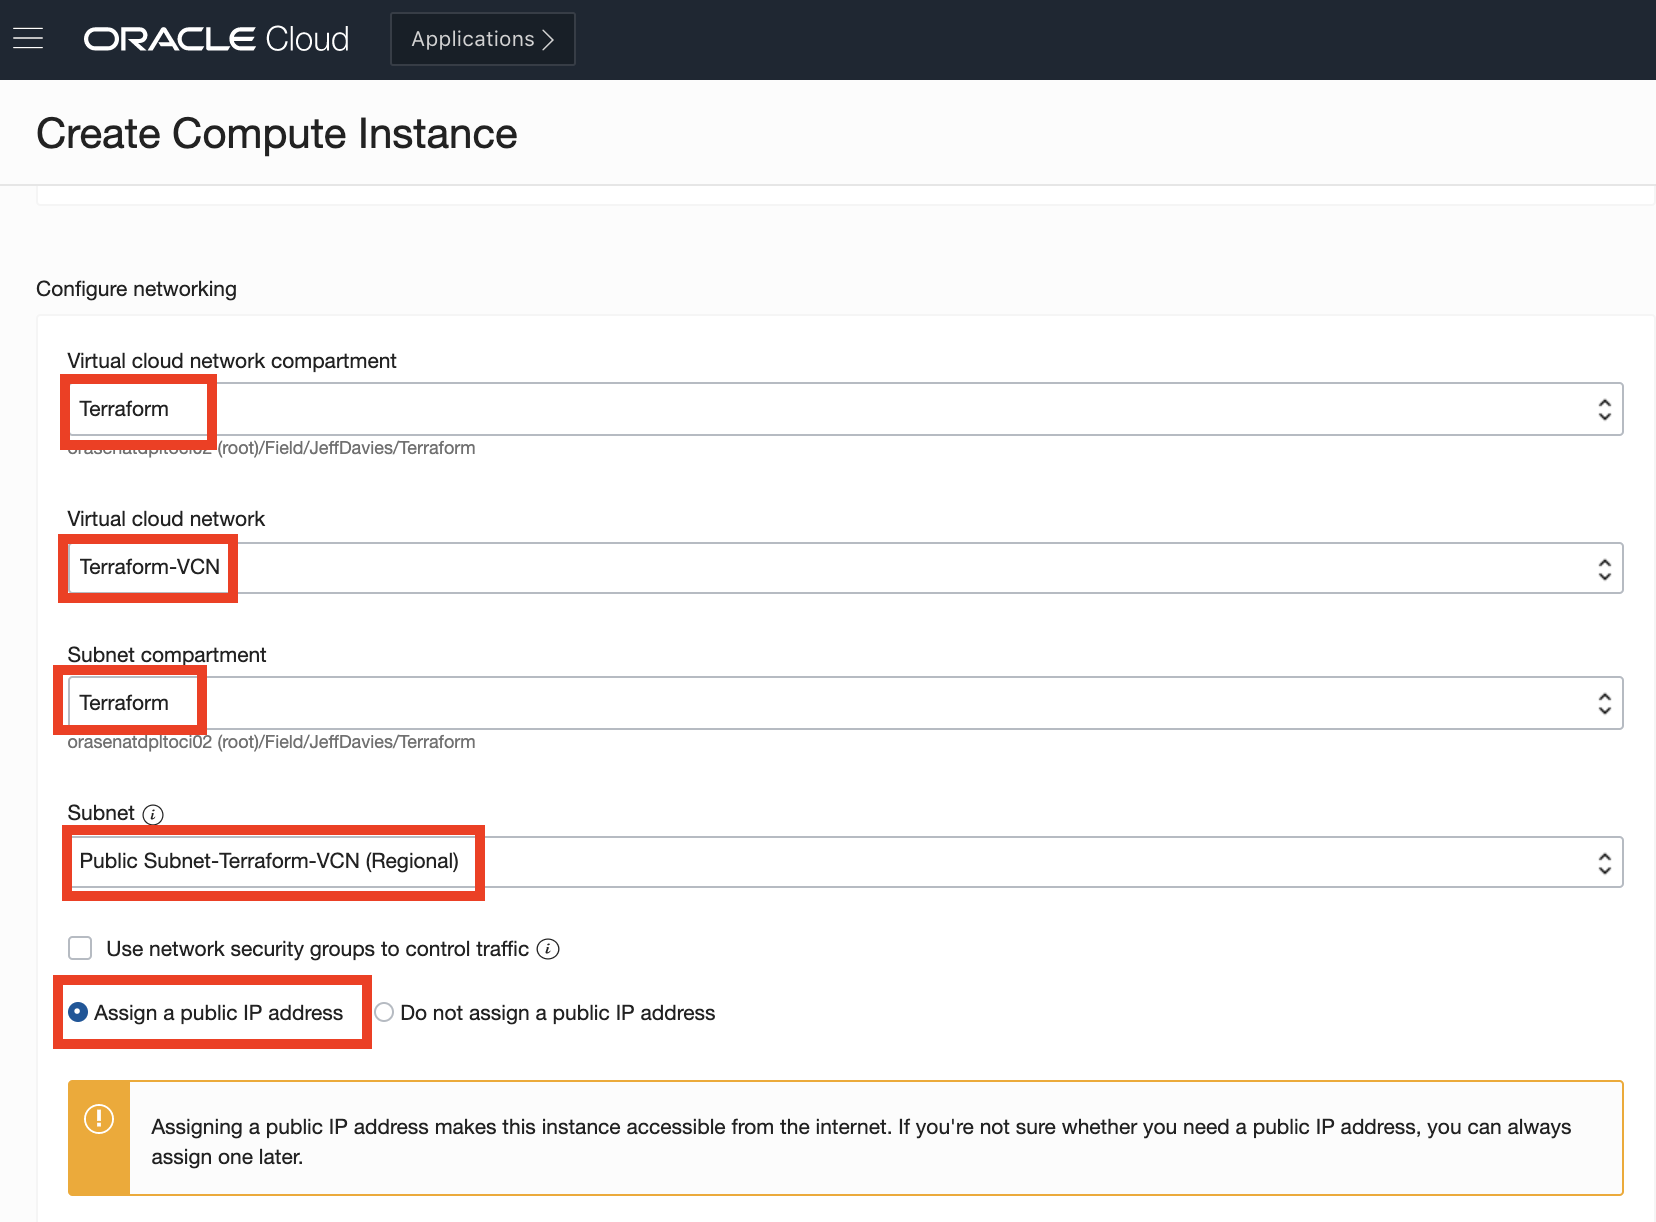 ORACLE Cloud
Applications
Create Compute Instance
Configure networking
Virtual cloud network compartment
Terraform
orasenatdpltoci02 (root)/Field/JeffDavies/Terraform
Virtual cloud network
Terraform-VCN
Subnet compartment
Terraform
orasenatdpltoci02 (root)/Field/JeffDavies/Terraform
Subnet
Public Subnet-Terraform-VCN (Regional)
Use network security groups to control traffic
Assign a public IP address
Do not assign a public IP address
Assigning a public IP address makes this instance accessible from the internet. If you're not sure whether you need a public IP address, you can always
assign one later.